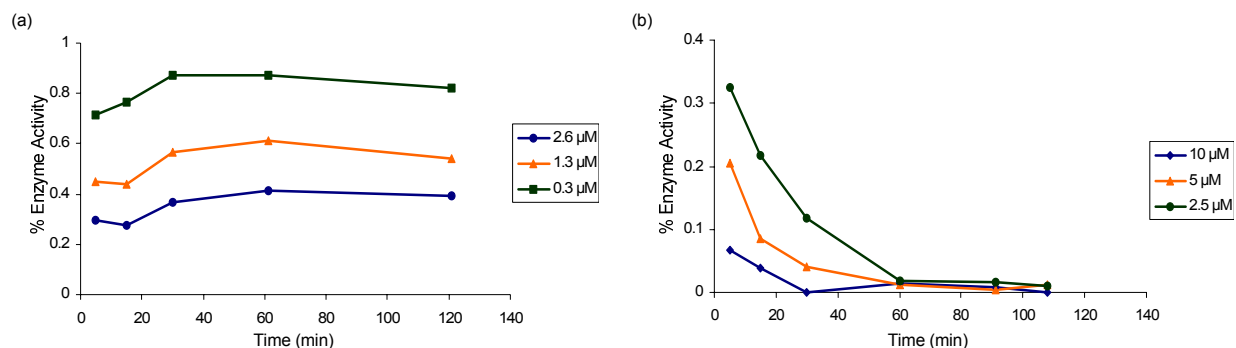 (a)
% Enzyme Activity
1
0.8
0.6
0.4
0.2
0
0 20 40 60 80 100 120 140
Time (min)
2.6 µM
1.3 µM
0.3 µM
(b)
% Enzyme Activity
0.4
0.3
0.2
0.1
0
0 20 40 60 80 100 120 140
Time (min)
10 µM
5 µM
2.5 µM